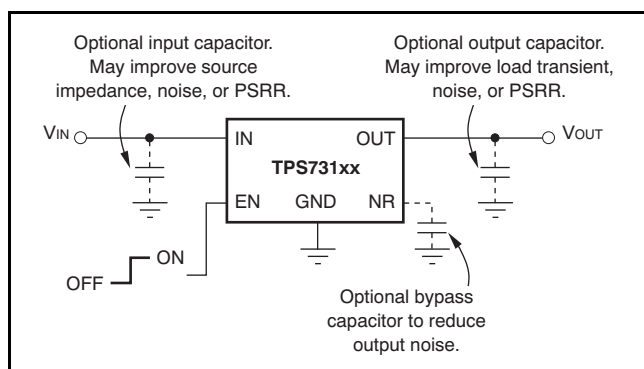 Optional input capacitor.
May improve source
impedance, noise, or PSRR.
Optional output capacitor.
May improve load transient,
noise, or PSRR.
VIN
IN
OUT
VOUT
TPS731xx
EN
GND
NR
OFF
ON
Optional bypass
capacitor to reduce
output noise.